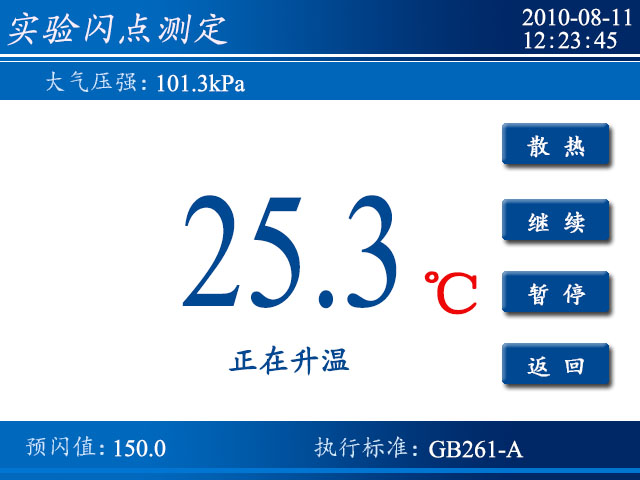 实验闪点测定
2010-08-11
12:23:45
大气压强: 101.3kPa
散热
25.3
℃
继续
暂停
正在升温
返回
预闪值: 150.0
执行标准: GB261-A